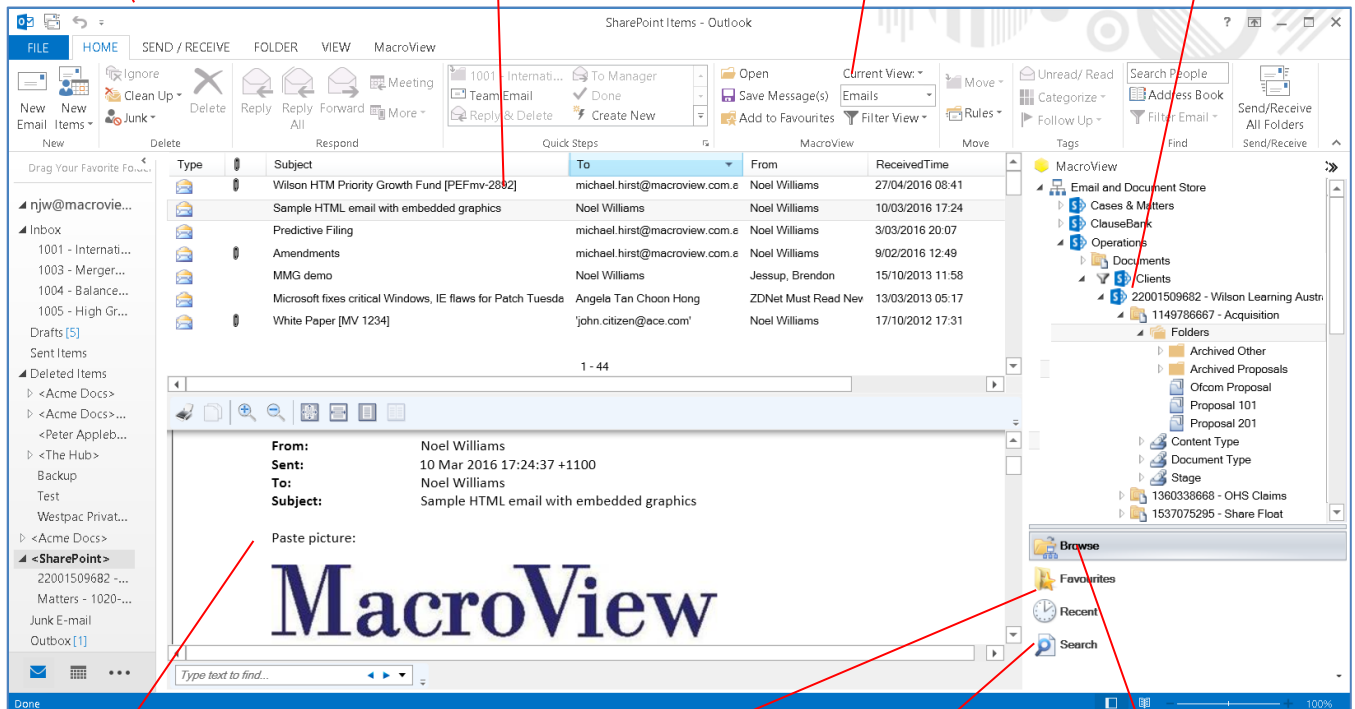 SharePoint Items - Outlook
FILE HOME SEND / RECEIVE FOLDER VIEW MacroView
New Email
New Items
New
Ignore
Clean Up
Junk
Delete
Delete
Reply
Reply All
Forward
Meeting
More
Respond
1001 - Internati...
Team Email
Reply & Delete
To Manager
Done
Create New
Quick Steps
Open
Save Message(s)
Add to Favourites
Current View:
Emails
Filter View
MacroView
Move
Rules
Move
Unread/ Read
Categorize
Follow Up
Tags
Search People
Address Book
Filter Email
Find
Send/Receive All Folders
Send/Receive
Drag Your Favorite Fo...
njw@macrovie...
Inbox
1001 - Internati...
1003 - Merger...
1004 - Balance...
1005 - High Gr...
Drafts [5]
Sent Items
Deleted Items
<Acme Docs>
<Acme Docs>...
<Peter Appleb...
<The Hub>
Backup
Test
Westpac Privat...
<Acme Docs>
<SharePoint>
22001509682 -...
Matters - 1020-...
Junk E-mail
Outbox [1]
Type Subject To From ReceivedTime
Wilson HTM Priority Growth Fund [PEFmv-2892] michael.hirst@macroview.com.a Noel Williams 27/04/2016 08:41
Sample HTML email with embedded graphics Noel Williams Noel Williams 10/03/2016 17:24
Predictive Filing michael.hirst@macroview.com.a Noel Williams 3/03/2016 20:07
Amendments michael.hirst@macroview.com.a Noel Williams 9/02/2016 12:49
MMG demo Noel Williams Jessup, Brendon 15/10/2013 11:58
Microsoft fixes critical Windows, IE flaws for Patch Tuesda Angela Tan Choon Hong ZDNet Must Read New 13/03/2013 05:17
White Paper [MV 1234] 'john.citizen@ace.com' Noel Williams 17/10/2012 17:31
1 - 44
From: Noel Williams
Sent: 10 Mar 2016 17:24:37 +1100
To: Noel Williams
Subject: Sample HTML email with embedded graphics
Paste picture:
MacroView
Type text to find...
MacroView
Email and Document Store
Cases & Matters
ClauseBank
Operations
Documents
Clients
22001509682 - Wilson Learning Austr
1149786667 - Acquisition
Folders
Archived Other
Archived Proposals
Ofcom Proposal
Proposal 101
Proposal 201
Content Type
Document Type
Stage
1360338668 - OHS Claims
1537075295 - Share Float
Browse
Favourites
Recent
Search
Done
100%